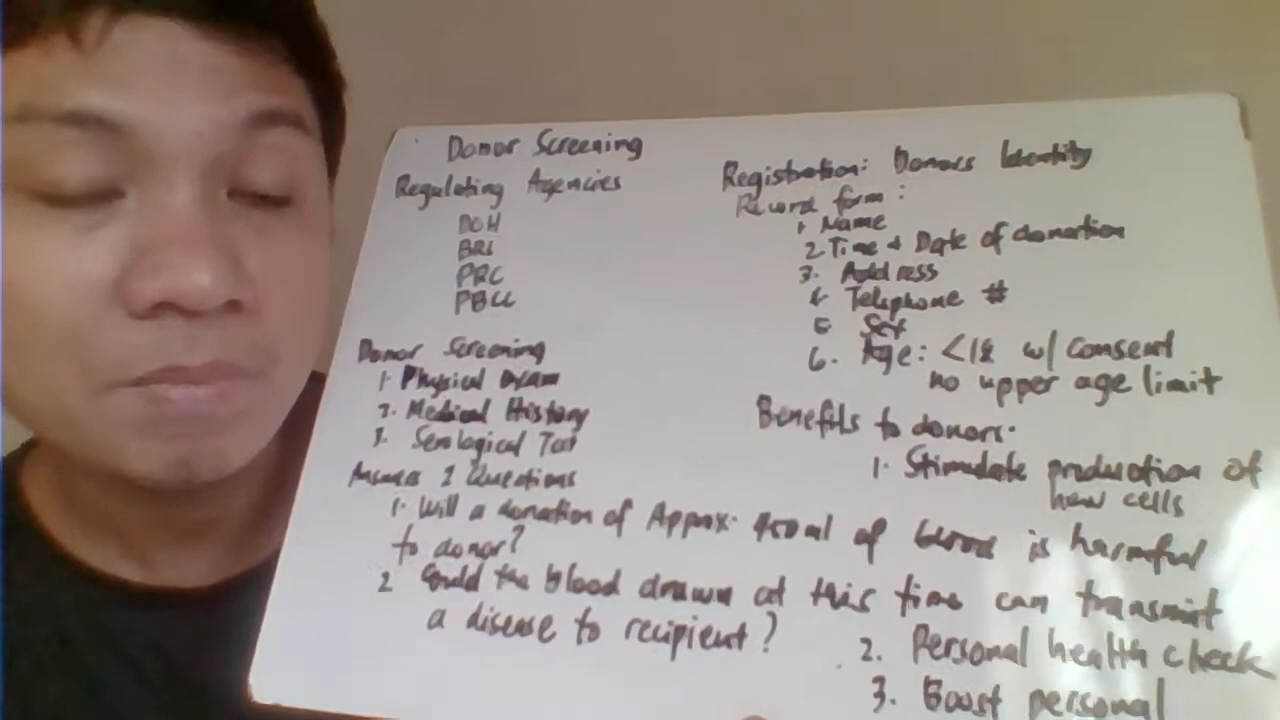 Donor Screening
Regulating Agencies
DOH
PRC
Donor Screening
1. Physical exam
2. Medical History
3. Serological Test
Answers 2 Questions
1. Will a donation of Approx. 450ml of blood is harmful
to donor?
2 Could the blood drawn at this time can transmit
a disease to recipient?
Registration: Donors Identity
Record form:
1. Name
2. Time & Date of donation
3. Address
4. Telephone #
5 Sex
6. Age: <18 w/ consent
no upper age limit
Benefits to donors.
1. Stimulate production of
new cells
2. Personal health check
3. Boost personal